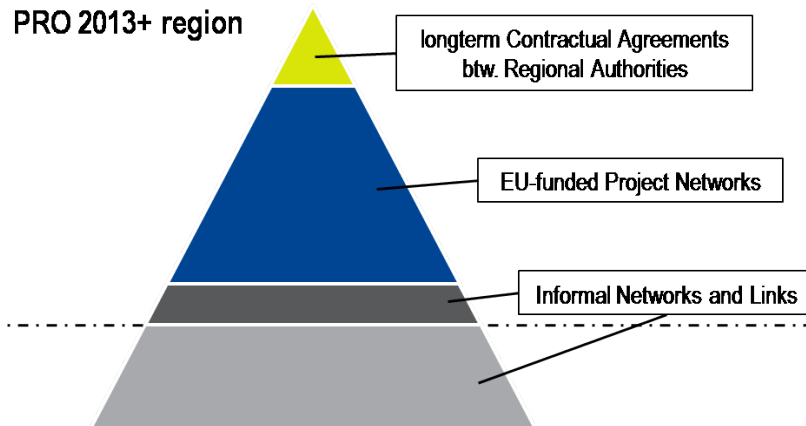 PRO 2013+ region
longterm Contractual Agreements
btw. Regional Authorities
EU-funded Project Networks
Informal Networks and Links